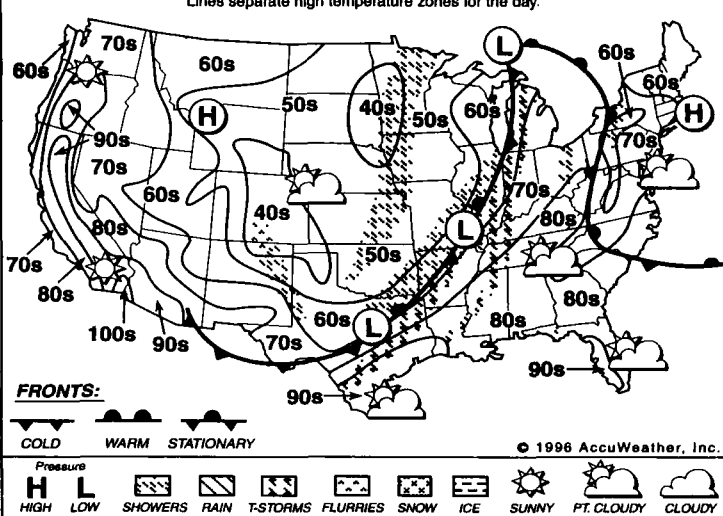 Lines separate high temperature zones for the day.
70s
60s
60s
60s
60s
50s
40s
50s
60s
H
H
L
90s
70s
70s
60s
70s
80s
40s
80s
50s
L
70s
80s
60s
L
70s
80s
80s
100s
90s
90s
90s
FRONTS:
COLD WARM STATIONARY
© 1996 AccuWeather, Inc.
Pressure
H L
HIGH LOW SHOWERS RAIN T-STORMS FLURRIES SNOW ICE SUNNY PT. CLOUDY CLOUDY